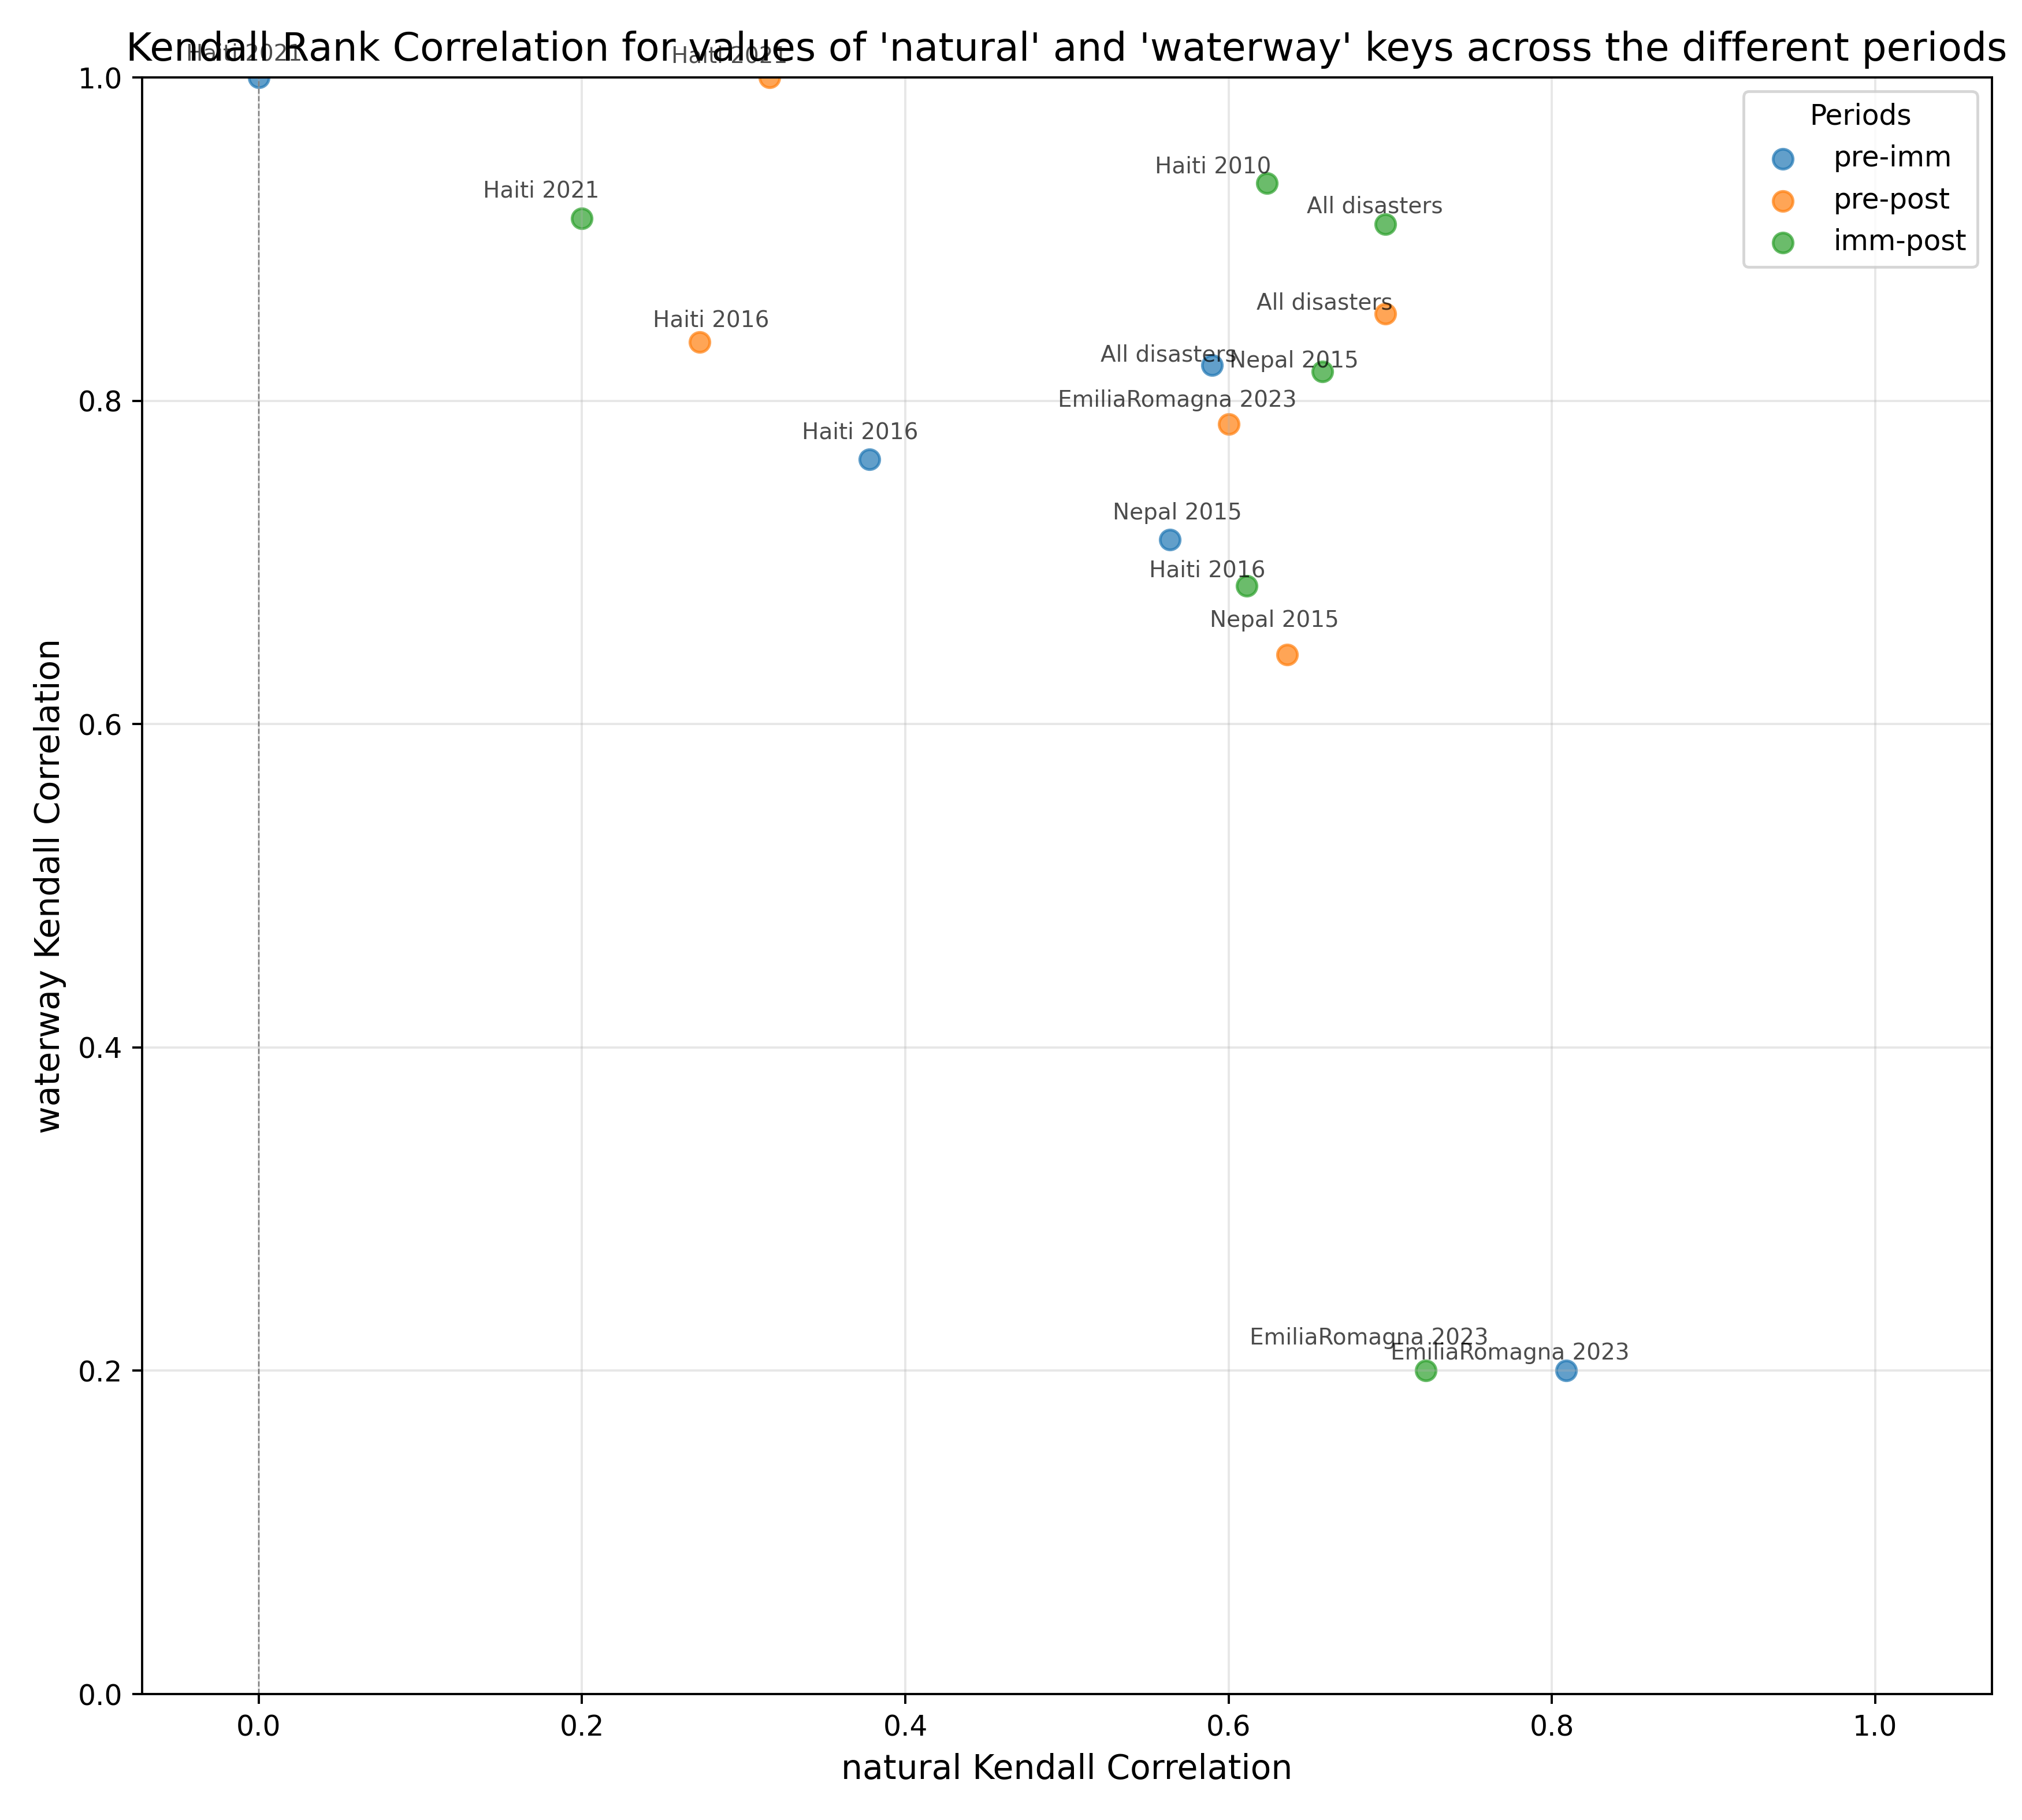 Kendall Rank Correlation for values of 'natural' and 'waterway' keys across the different periods
Haiti 2021
Haiti 2021
1.0
Periods
pre-imm
pre-post
imm-post
Haiti 2010
Haiti 2021
All disasters
All disasters
Haiti 2016
All disasters
Nepal 2015
0.8
EmiliaRomagna 2023
Haiti 2016
Nepal 2015
Haiti 2016
Nepal 2015
0.6
waterway Kendall Correlation
0.4
EmiliaRomagna 2023
EmiliaRomagna 2023
0.2
0.0
0.0 0.2 0.4 0.6 0.8 1.0
natural Kendall Correlation